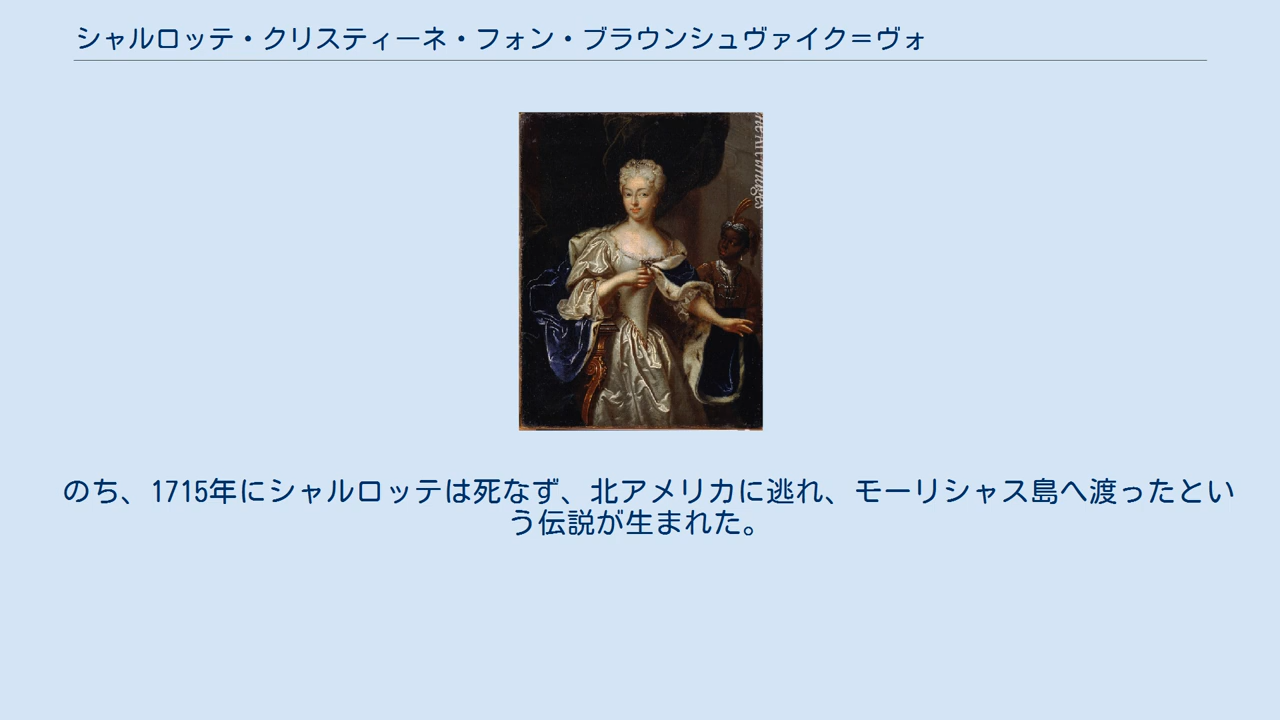 シャルロッテ・クリスティーネ・フォン・ブラウンシュヴァイク＝ヴォ
のち、1715年にシャルロッテは死なず、北アメリカに逃れ、モーリシャス島へ渡ったとい
う伝説が生まれた。